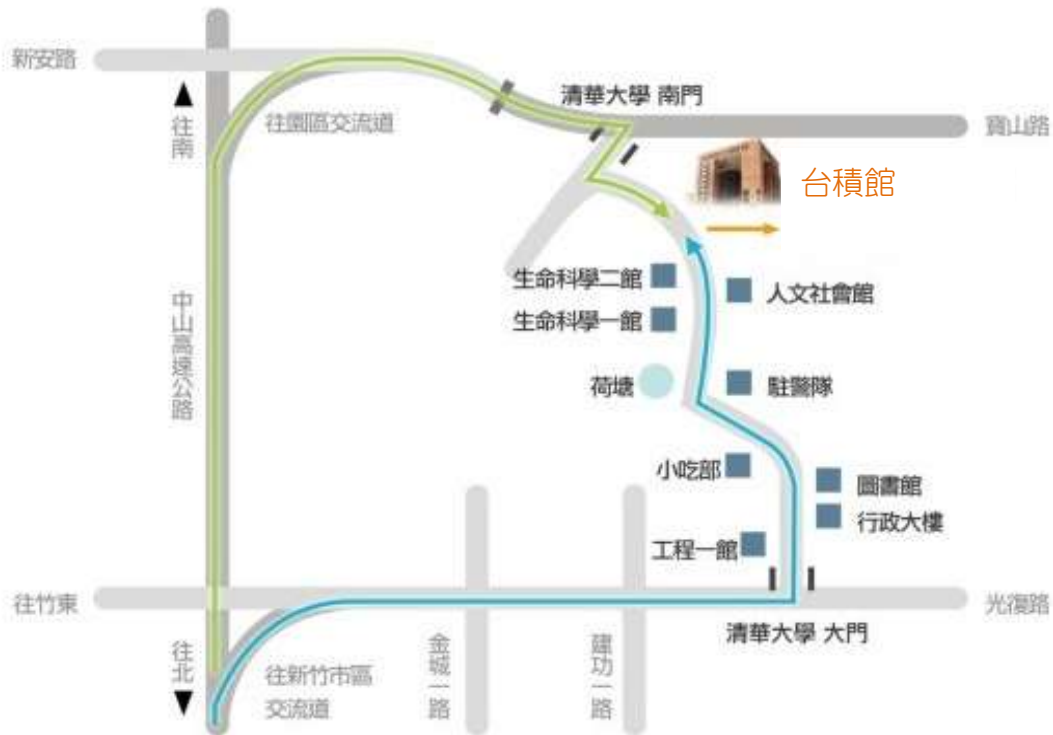 新安路
清華大學 南門
往南
往園區交流道
寶山路
台積館
生命科學二館
人文社會館
中山高速公路
生命科學一館
荷塘
駐警隊
小吃部
圖書館
行政大樓
工程一館
往竹東
光復路
清華大學 大門
往北
往新竹市區
交流道
金城一路
建功一路